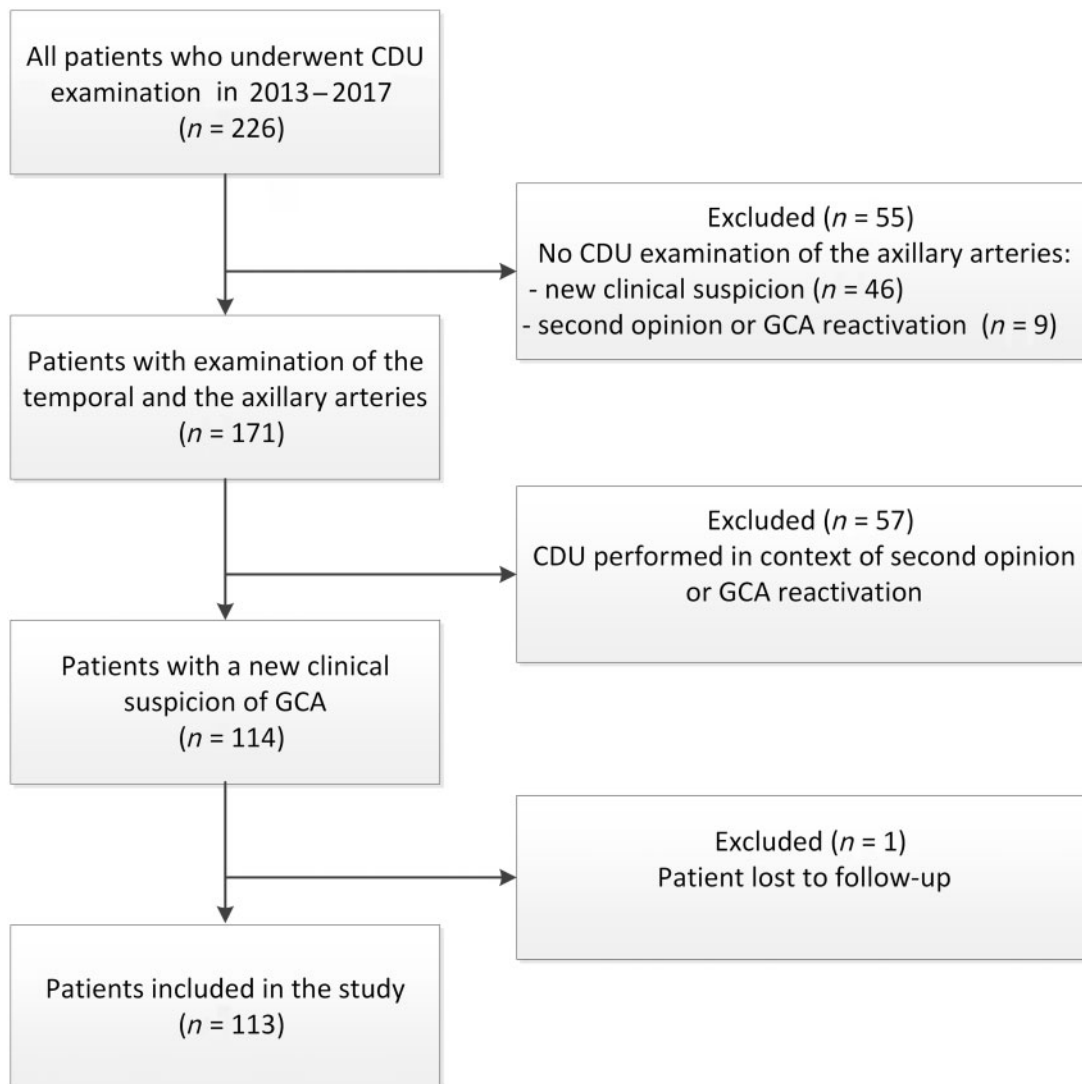 All patients who underwent CDU
examination in 2013–2017
(n = 226)
Excluded (n = 55)
No CDU examination of the axillary arteries:
- new clinical suspicion (n = 46)
- second opinion or GCA reactivation (n = 9)
Patients with examination of the
temporal and the axillary arteries
(n = 171)
Excluded (n = 57)
CDU performed in context of second opinion
or GCA reactivation
Patients with a new clinical
suspicion of GCA
(n = 114)
Excluded (n = 1)
Patient lost to follow-up
Patients included in the study
(n = 113)